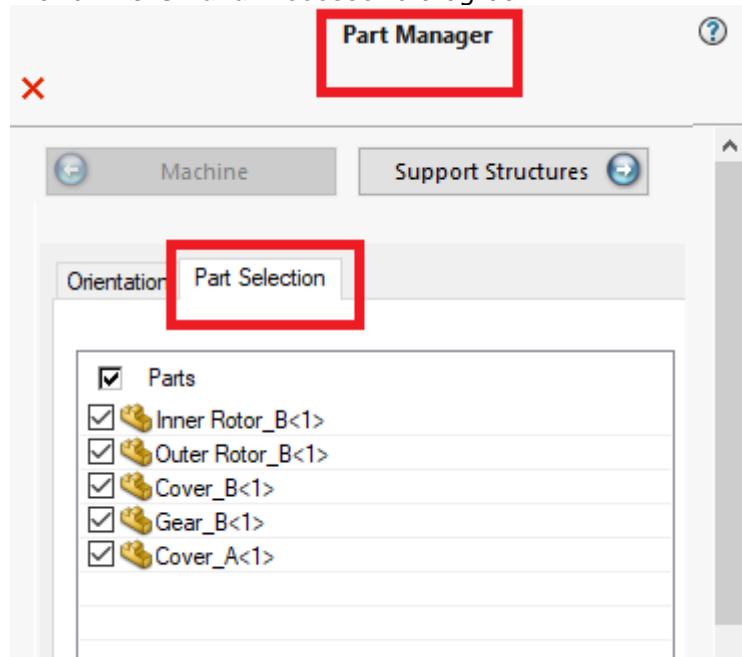 Part Manager
Machine
Support Structures
Orientation
Part Selection
Parts
Inner Rotor_B<1>
Outer Rotor_B<1>
Cover_B<1>
Gear_B<1>
Cover_A<1>